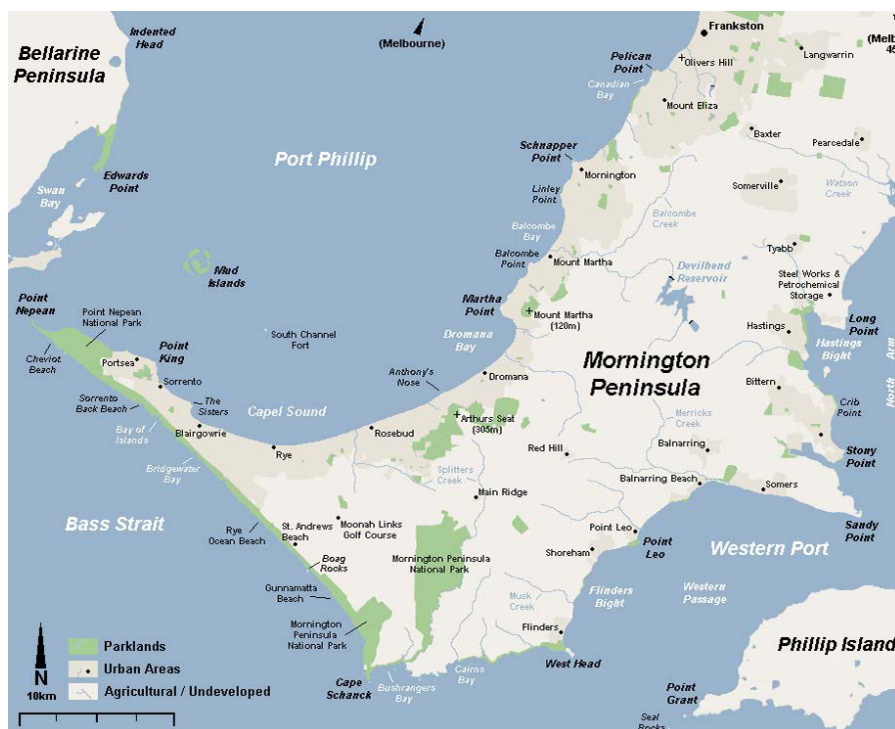 Indented
Head
Bellarine
Peninsula
(Melbourne)
Frankston
Pelican
Point
Olivers Hill
Langwarrin
Canadian
Bay
Mount Eliza
Baxter
Pearcedale
Port Phillip
Schnapper
Point
Mornington
Edwards
Point
Swan
Bay
Linley
Point
Somerville
Watson
Creek
Balcombe
Bay
Balcombe
Creek
Tyabb
Balcombe
Point
Mount Martha
Mud
Islands
Devilbend
Reservoir
Steel Works &
Petrochemical
Storage
Point
Nepean
Point Nepean
National Park
Martha
Point
Mount Martha
(120m)
Long
Point
South Channel
Fort
Dromana
Bay
Hastings
Hastings
Bight
Point
King
Cheviot
Beach
Portsea
Mornington
Peninsula
North Arm
Anthony's
Nose
Dromana
Sorrento
Bittern
Sorrento
Back Beach
The
Sisters
Capel Sound
Arthurs Seat
(305m)
Crib
Point
Merricks
Creek
Bay of
Islands
Blairgowrie
Rosebud
Rye
Red Hill
Balnarring
Stony
Point
Bridgewater
Bay
Splitters
Creek
Balnarring Beach
Somers
Main Ridge
Sandy
Point
Bass Strait
Rye
Ocean Beach
St. Andrews
Beach
Moonah Links
Golf Course
Point Leo
Point
Leo
Western Port
Shoreham
Boag
Rocks
Mornington Peninsula
National Park
Gunnamatta
Beach
Flinders
Bight
Western
Passage
Musk
Creek
Mornington
Peninsula
National Park
Flinders
Phillip Island
West Head
Cape
Schanck
Bushrangers
Bay
Cairns
Bay
Point
Grant
Seal
Rocks
N
10km
Parklands
Urban Areas
Agricultural / Undeveloped